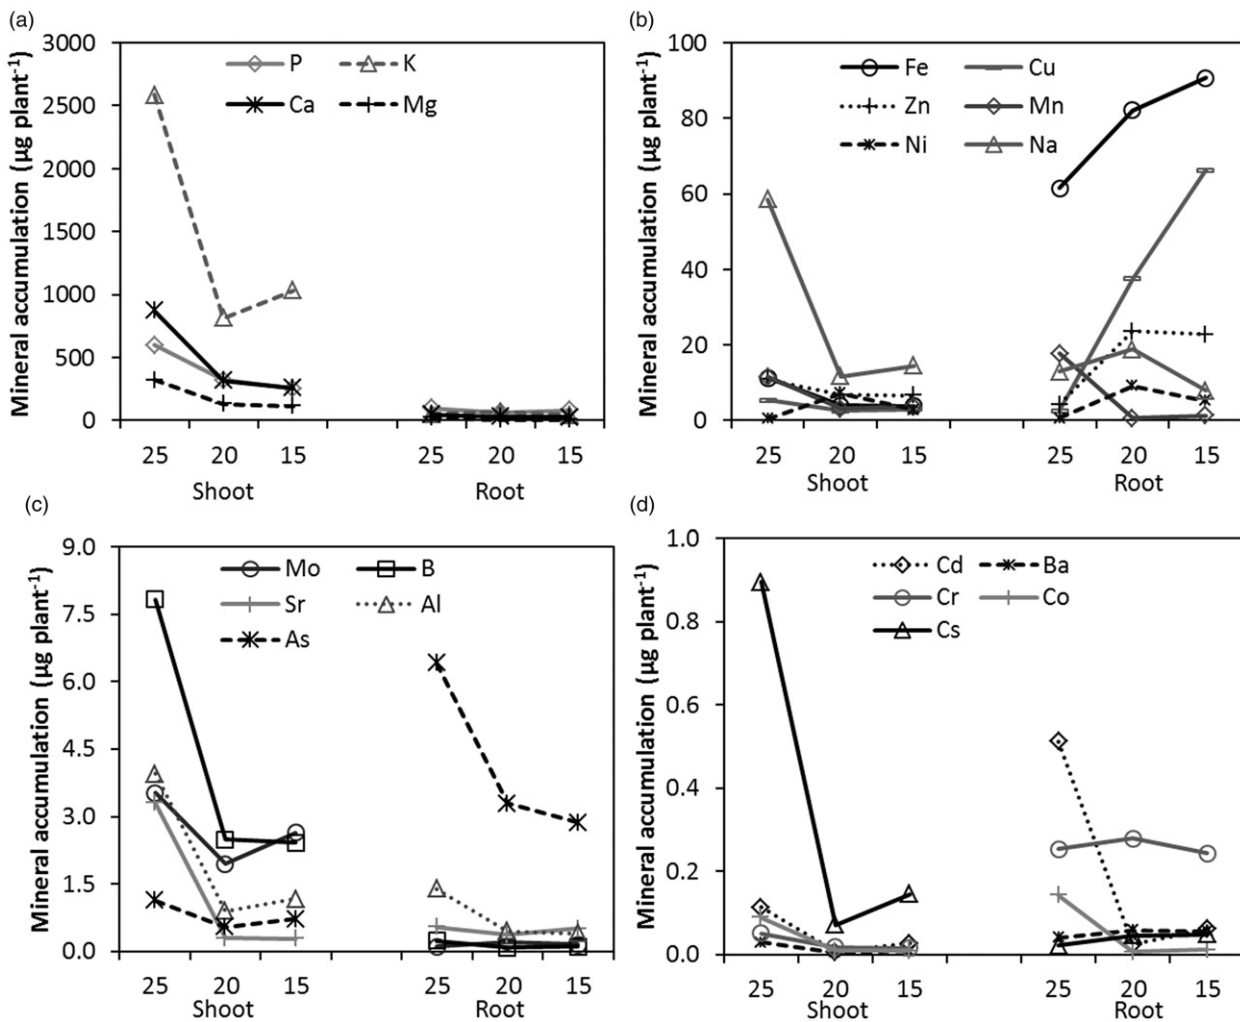 (a)
Mineral accumulation (µg plant⁻¹)
3000
2500
2000
1500
1000
500
0
P K
Ca Mg
25 20 15 25 20 15
Shoot Root
(b)
Mineral accumulation (µg plant⁻¹)
100
80
60
40
20
0
Fe Cu
Zn Mn
Ni Na
25 20 15 25 20 15
Shoot Root
(c)
Mineral accumulation (µg plant⁻¹)
9.0
7.5
6.0
4.5
3.0
1.5
0.0
Mo B
Sr Al
As
25 20 15 25 20 15
Shoot Root
(d)
Mineral accumulation (µg plant⁻¹)
1.0
0.8
0.6
0.4
0.2
0.0
Cd Ba
Cr Co
Cs
25 20 15 25 20 15
Shoot Root